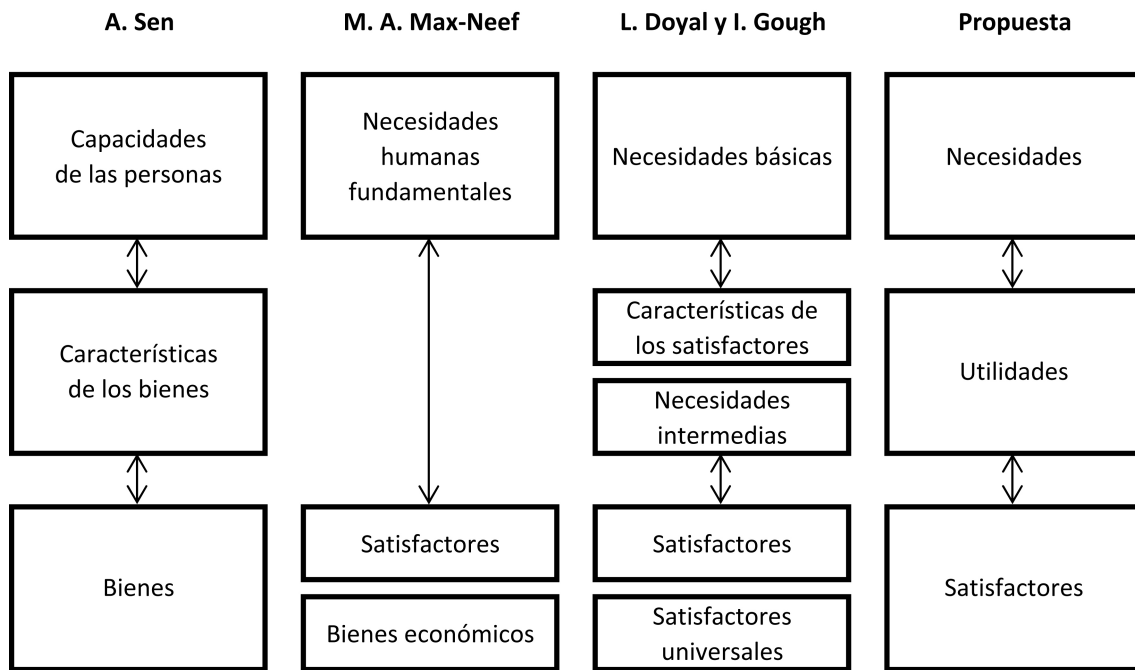 A. Sen
M. A. Max-Neef
L. Doyal y I. Gough
Propuesta
Capacidades
de las personas
Necesidades
humanas
fundamentales
Necesidades básicas
Necesidades
Características
de los bienes
Características de
los satisfactores
Necesidades
intermedias
Utilidades
Bienes
Satisfactores
Bienes económicos
Satisfactores
Satisfactores
universales
Satisfactores